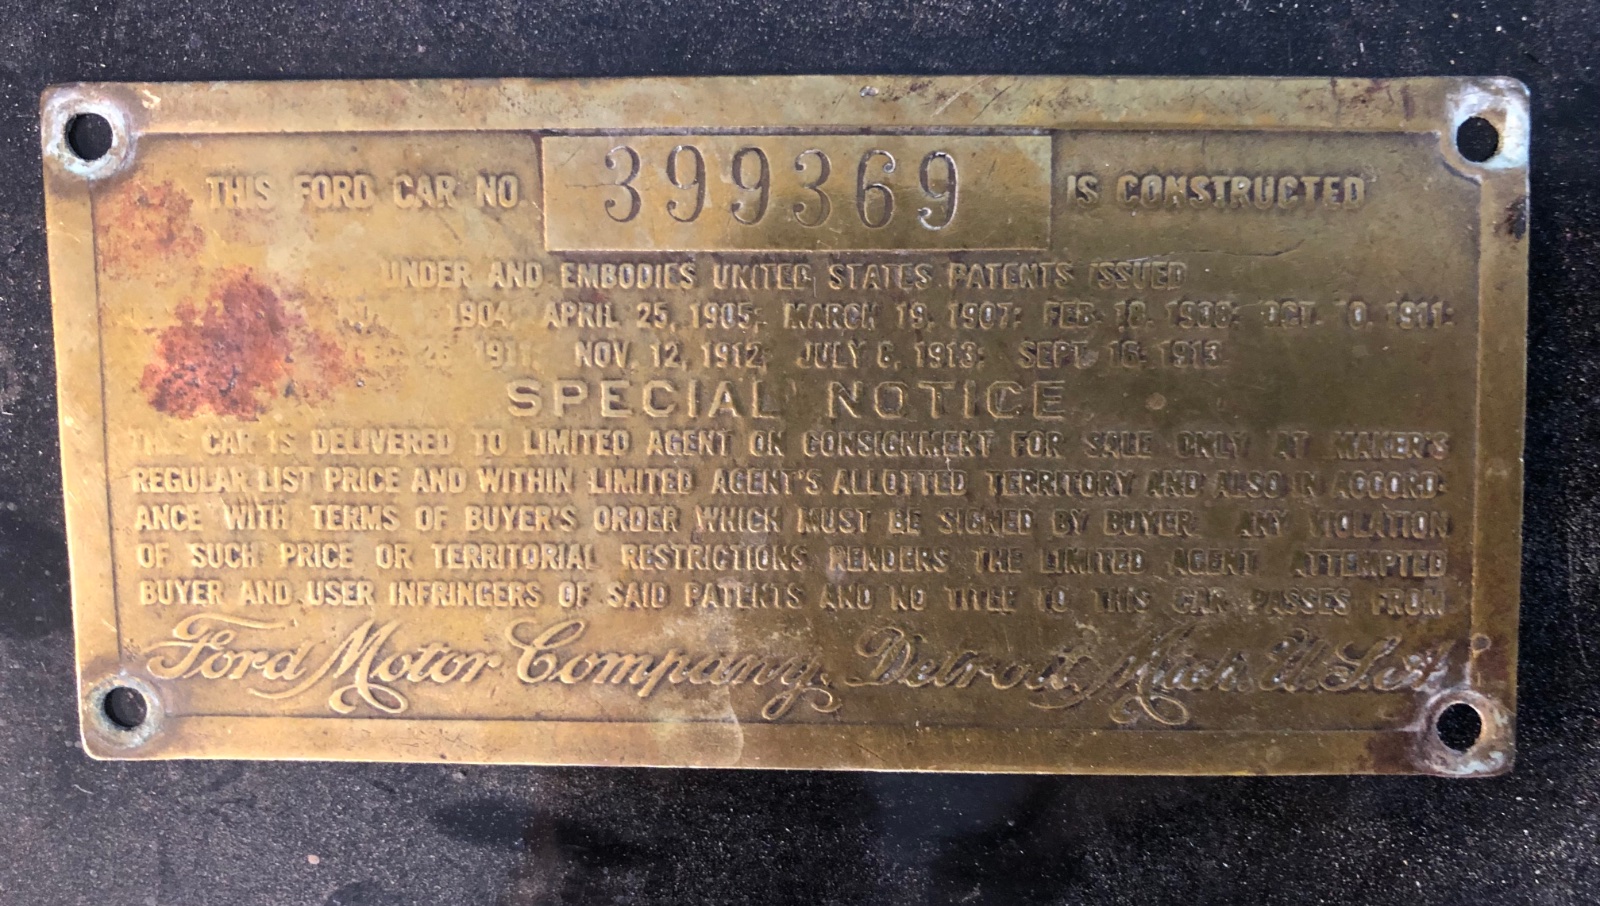 THIS FORD CAR NO 399369 IS CONSTRUCTED
UNDER AND EMBODIES UNITED STATES PATENTS ISSUED
1904, APRIL 25, 1905; MARCH 19, 1907; FEB. 18, 1908; OCT. 10, 1911;
26, 1911; NOV. 12, 1912; JULY 8, 1913; SEPT. 16, 1913
SPECIAL NOTICE
THIS CAR IS DELIVERED TO LIMITED AGENT ON CONSIGNMENT FOR SALE ONLY AT MAKER'S
REGULAR LIST PRICE AND WITHIN LIMITED AGENT'S ALLOTTED TERRITORY AND ALSO IN ACCORD-
ANCE WITH TERMS OF BUYER'S ORDER WHICH MUST BE SIGNED BY BUYER. ANY VIOLATION
OF SUCH PRICE OR TERRITORIAL RESTRICTIONS RENDERS THE LIMITED AGENT ATTEMPTED
BUYER AND USER INFRINGERS OF SAID PATENTS AND NO TITLE TO THIS CAR PASSES FROM
Ford Motor Company, Detroit, Mich. U.S.A.